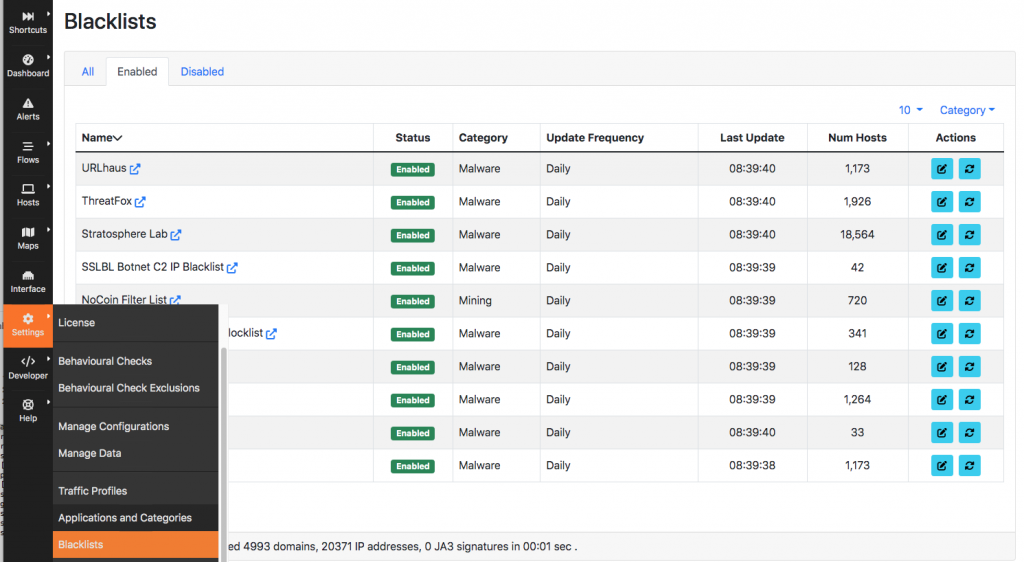 Shortcuts
Dashboard
Alerts
Flows
Hosts
Maps
Interface
Settings
Developer
Help
License
Behavioural Checks
Behavioural Check Exclusions
Manage Configurations
Manage Data
Traffic Profiles
Applications and Categories
Blacklists
Blacklists
All Enabled Disabled
10 Category
Name Status Category Update Frequency Last Update Num Hosts Actions
URLhaus Enabled Malware Daily 08:39:40 1,173
ThreatFox Enabled Malware Daily 08:39:40 1,926
Stratosphere Lab Enabled Malware Daily 08:39:40 18,564
SSLBL Botnet C2 IP Blacklist Enabled Malware Daily 08:39:39 42
NoCoin Filter List Enabled Mining Daily 08:39:39 720
locklist Enabled Malware Daily 08:39:39 341
Enabled Malware Daily 08:39:39 128
Enabled Malware Daily 08:39:39 1,264
Enabled Malware Daily 08:39:40 33
Enabled Malware Daily 08:39:38 1,173
ed 4993 domains, 20371 IP addresses, 0 JA3 signatures in 00:01 sec .